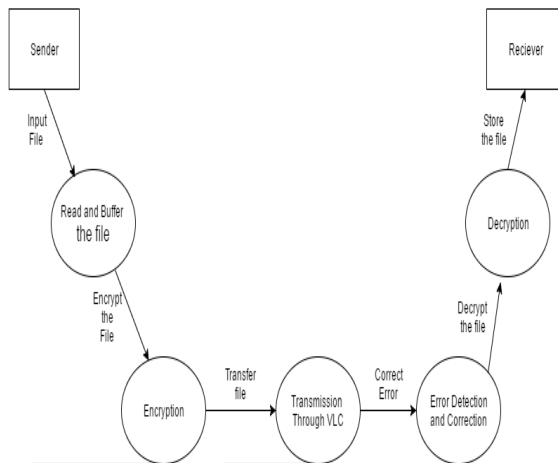 Sender
Input
File
Read and Buffer
the file
Encrypt
the
File
Encryption
Transfer
file
Transmission
Through VLC
Correct
Error
Error Detection
and Correction
Decrypt
the file
Decryption
Store
the file
Reciever